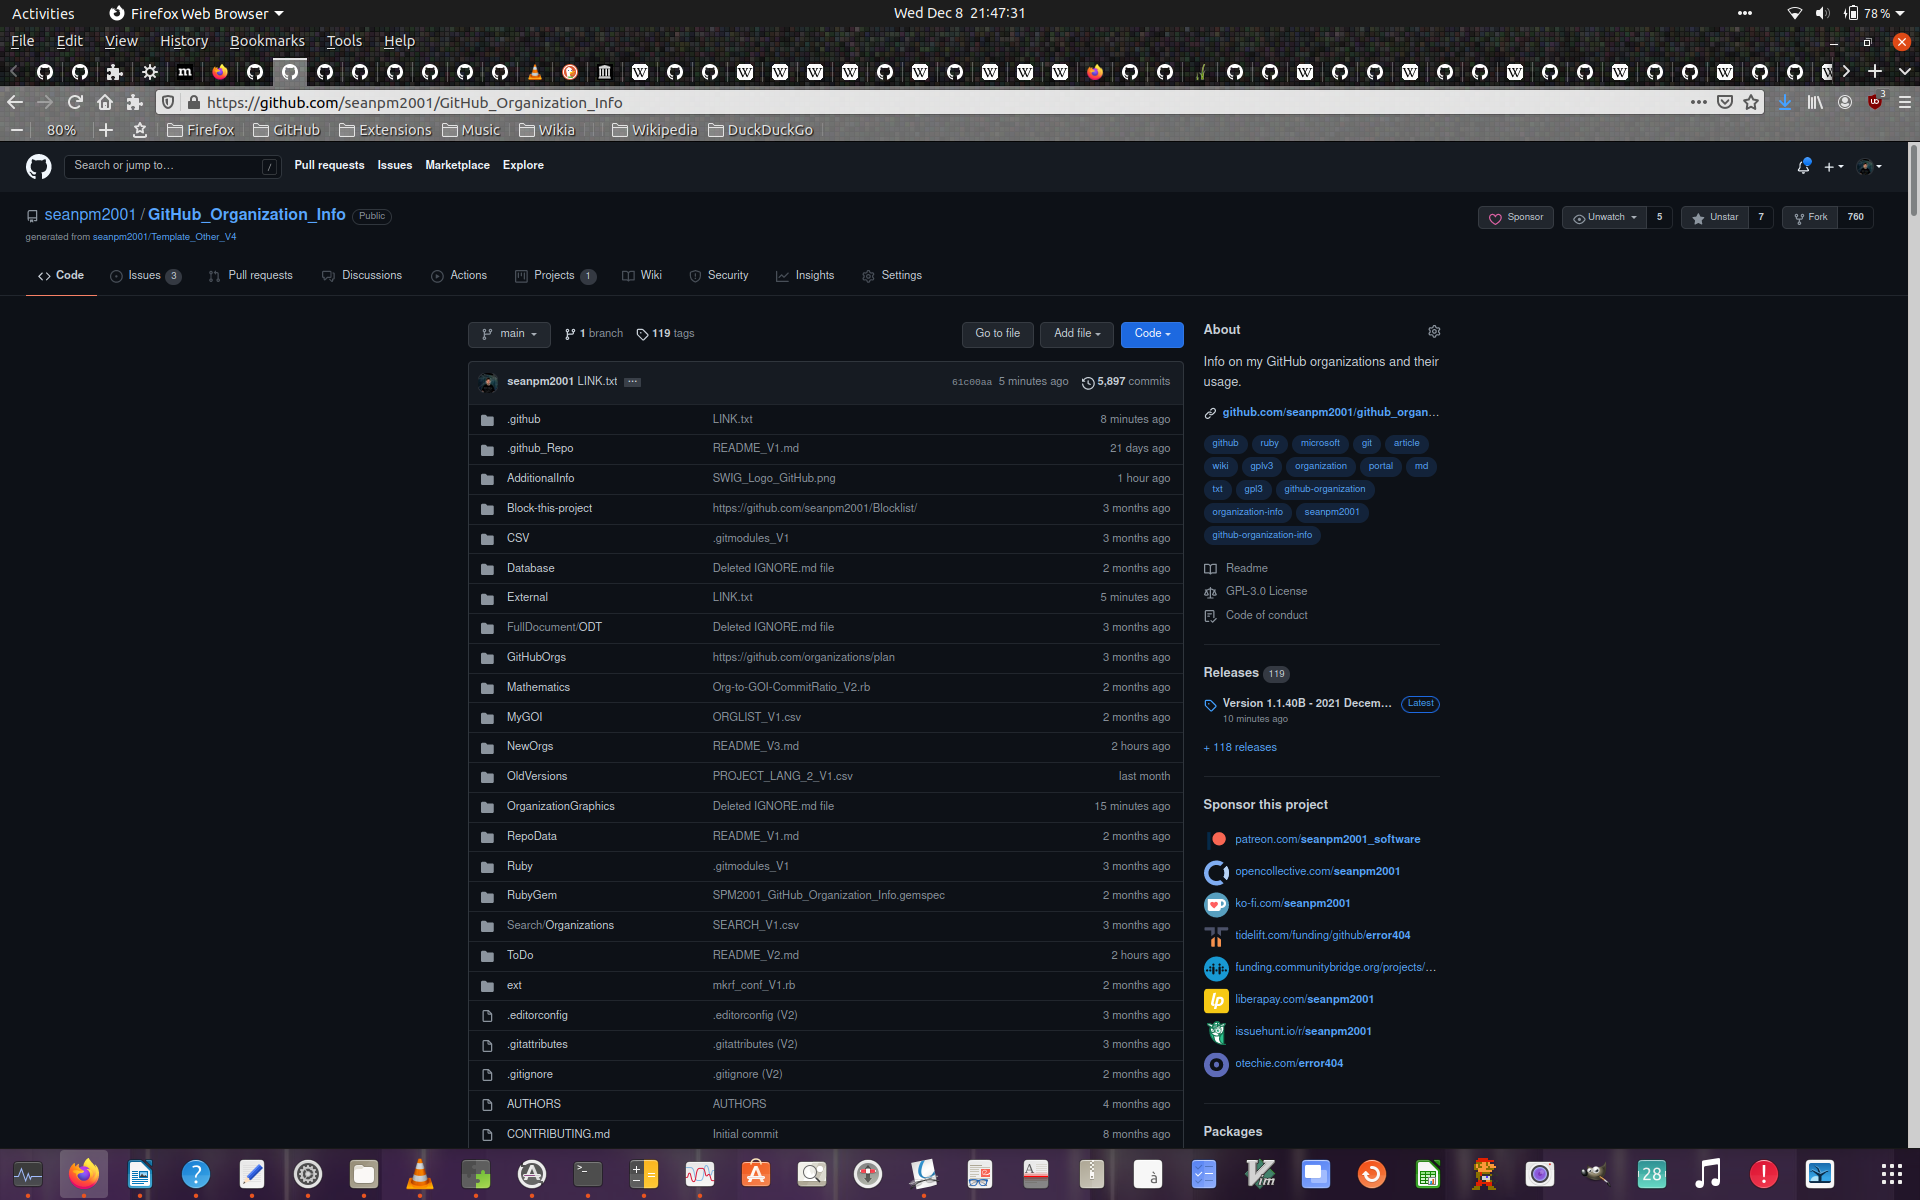 Activities Firefox Web Browser Wed Dec 8 21:47:31 78 %
File Edit View History Bookmarks Tools Help
https://github.com/seanpm2001/GitHub_Organization_Info 3
80% Firefox GitHub Extensions Music Wikia Wikipedia DuckDuckGo
Search or jump to… / Pull requests Issues Marketplace Explore
seanpm2001 / GitHub_Organization_Info Public Sponsor Unwatch 5 Unstar 7 Fork 760
generated from seanpm2001/Template_Other_V4
Code Issues 3 Pull requests Discussions Actions Projects 1 Wiki Security Insights Settings
main 1 branch 119 tags Go to file Add file Code
seanpm2001 LINK.txt ... 61c00aa 5 minutes ago 5,897 commits
.github LINK.txt 8 minutes ago
.github_Repo README_V1.md 21 days ago
AdditionalInfo SWIG_Logo_GitHub.png 1 hour ago
Block-this-project https://github.com/seanpm2001/Blocklist/ 3 months ago
CSV .gitmodules_V1 3 months ago
Database Deleted IGNORE.md file 2 months ago
External LINK.txt 5 minutes ago
FullDocument/ODT Deleted IGNORE.md file 3 months ago
GitHubOrgs https://github.com/organizations/plan 3 months ago
Mathematics Org-to-GOI-CommitRatio_V2.rb 2 months ago
MyGOI ORGLIST_V1.csv 2 months ago
NewOrgs README_V3.md 2 hours ago
OldVersions PROJECT_LANG_2_V1.csv last month
OrganizationGraphics Deleted IGNORE.md file 15 minutes ago
RepoData README_V1.md 2 months ago
Ruby .gitmodules_V1 3 months ago
RubyGem SPM2001_GitHub_Organization_Info.gemspec 2 months ago
Search/Organizations SEARCH_V1.csv 3 months ago
ToDo README_V2.md 2 hours ago
ext mkrf_conf_V1.rb 2 months ago
.editorconfig .editorconfig (V2) 3 months ago
.gitattributes .gitattributes (V2) 3 months ago
.gitignore .gitignore (V2) 2 months ago
AUTHORS AUTHORS 4 months ago
CONTRIBUTING.md Initial commit 8 months ago
About
Info on my GitHub organizations and their
usage.
github.com/seanpm2001/github_organ…
github ruby microsoft git article
wiki gplv3 organization portal md
txt gpl3 github-organization
organization-info seanpm2001
github-organization-info
Readme
GPL-3.0 License
Code of conduct
Releases 119
Version 1.1.40B - 2021 Decem… Latest
10 minutes ago
+ 118 releases
Sponsor this project
patreon.com/seanpm2001_software
opencollective.com/seanpm2001
ko-fi.com/seanpm2001
tidelift.com/funding/github/error404
funding.communitybridge.org/projects/…
liberapay.com/seanpm2001
issuehunt.io/r/seanpm2001
otechie.com/error404
Packages
28